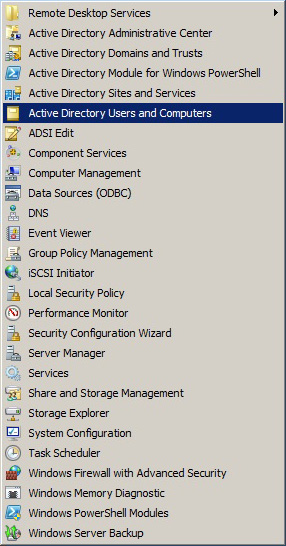 Remote Desktop Services
Active Directory Administrative Center
Active Directory Domains and Trusts
Active Directory Module for Windows PowerShell
Active Directory Sites and Services
Active Directory Users and Computers
ADSI Edit
Component Services
Computer Management
Data Sources (ODBC)
DNS
Event Viewer
Group Policy Management
iSCSI Initiator
Local Security Policy
Performance Monitor
Security Configuration Wizard
Server Manager
Services
Share and Storage Management
Storage Explorer
System Configuration
Task Scheduler
Windows Firewall with Advanced Security
Windows Memory Diagnostic
Windows PowerShell Modules
Windows Server Backup